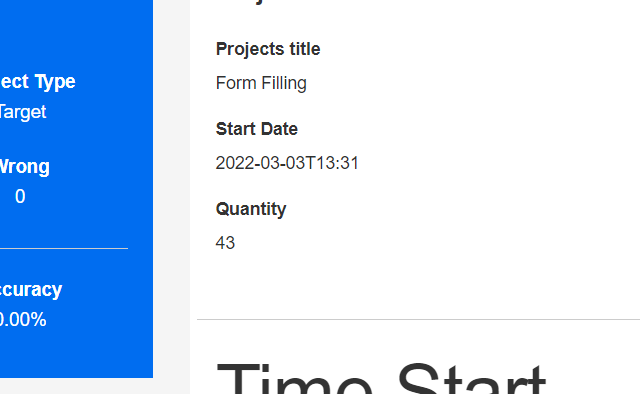 ect Type
Target
Wrong
0
ccuracy
0.00%
Projects title
Form Filling
Start Date
2022-03-03T13:31
Quantity
43
Time Start